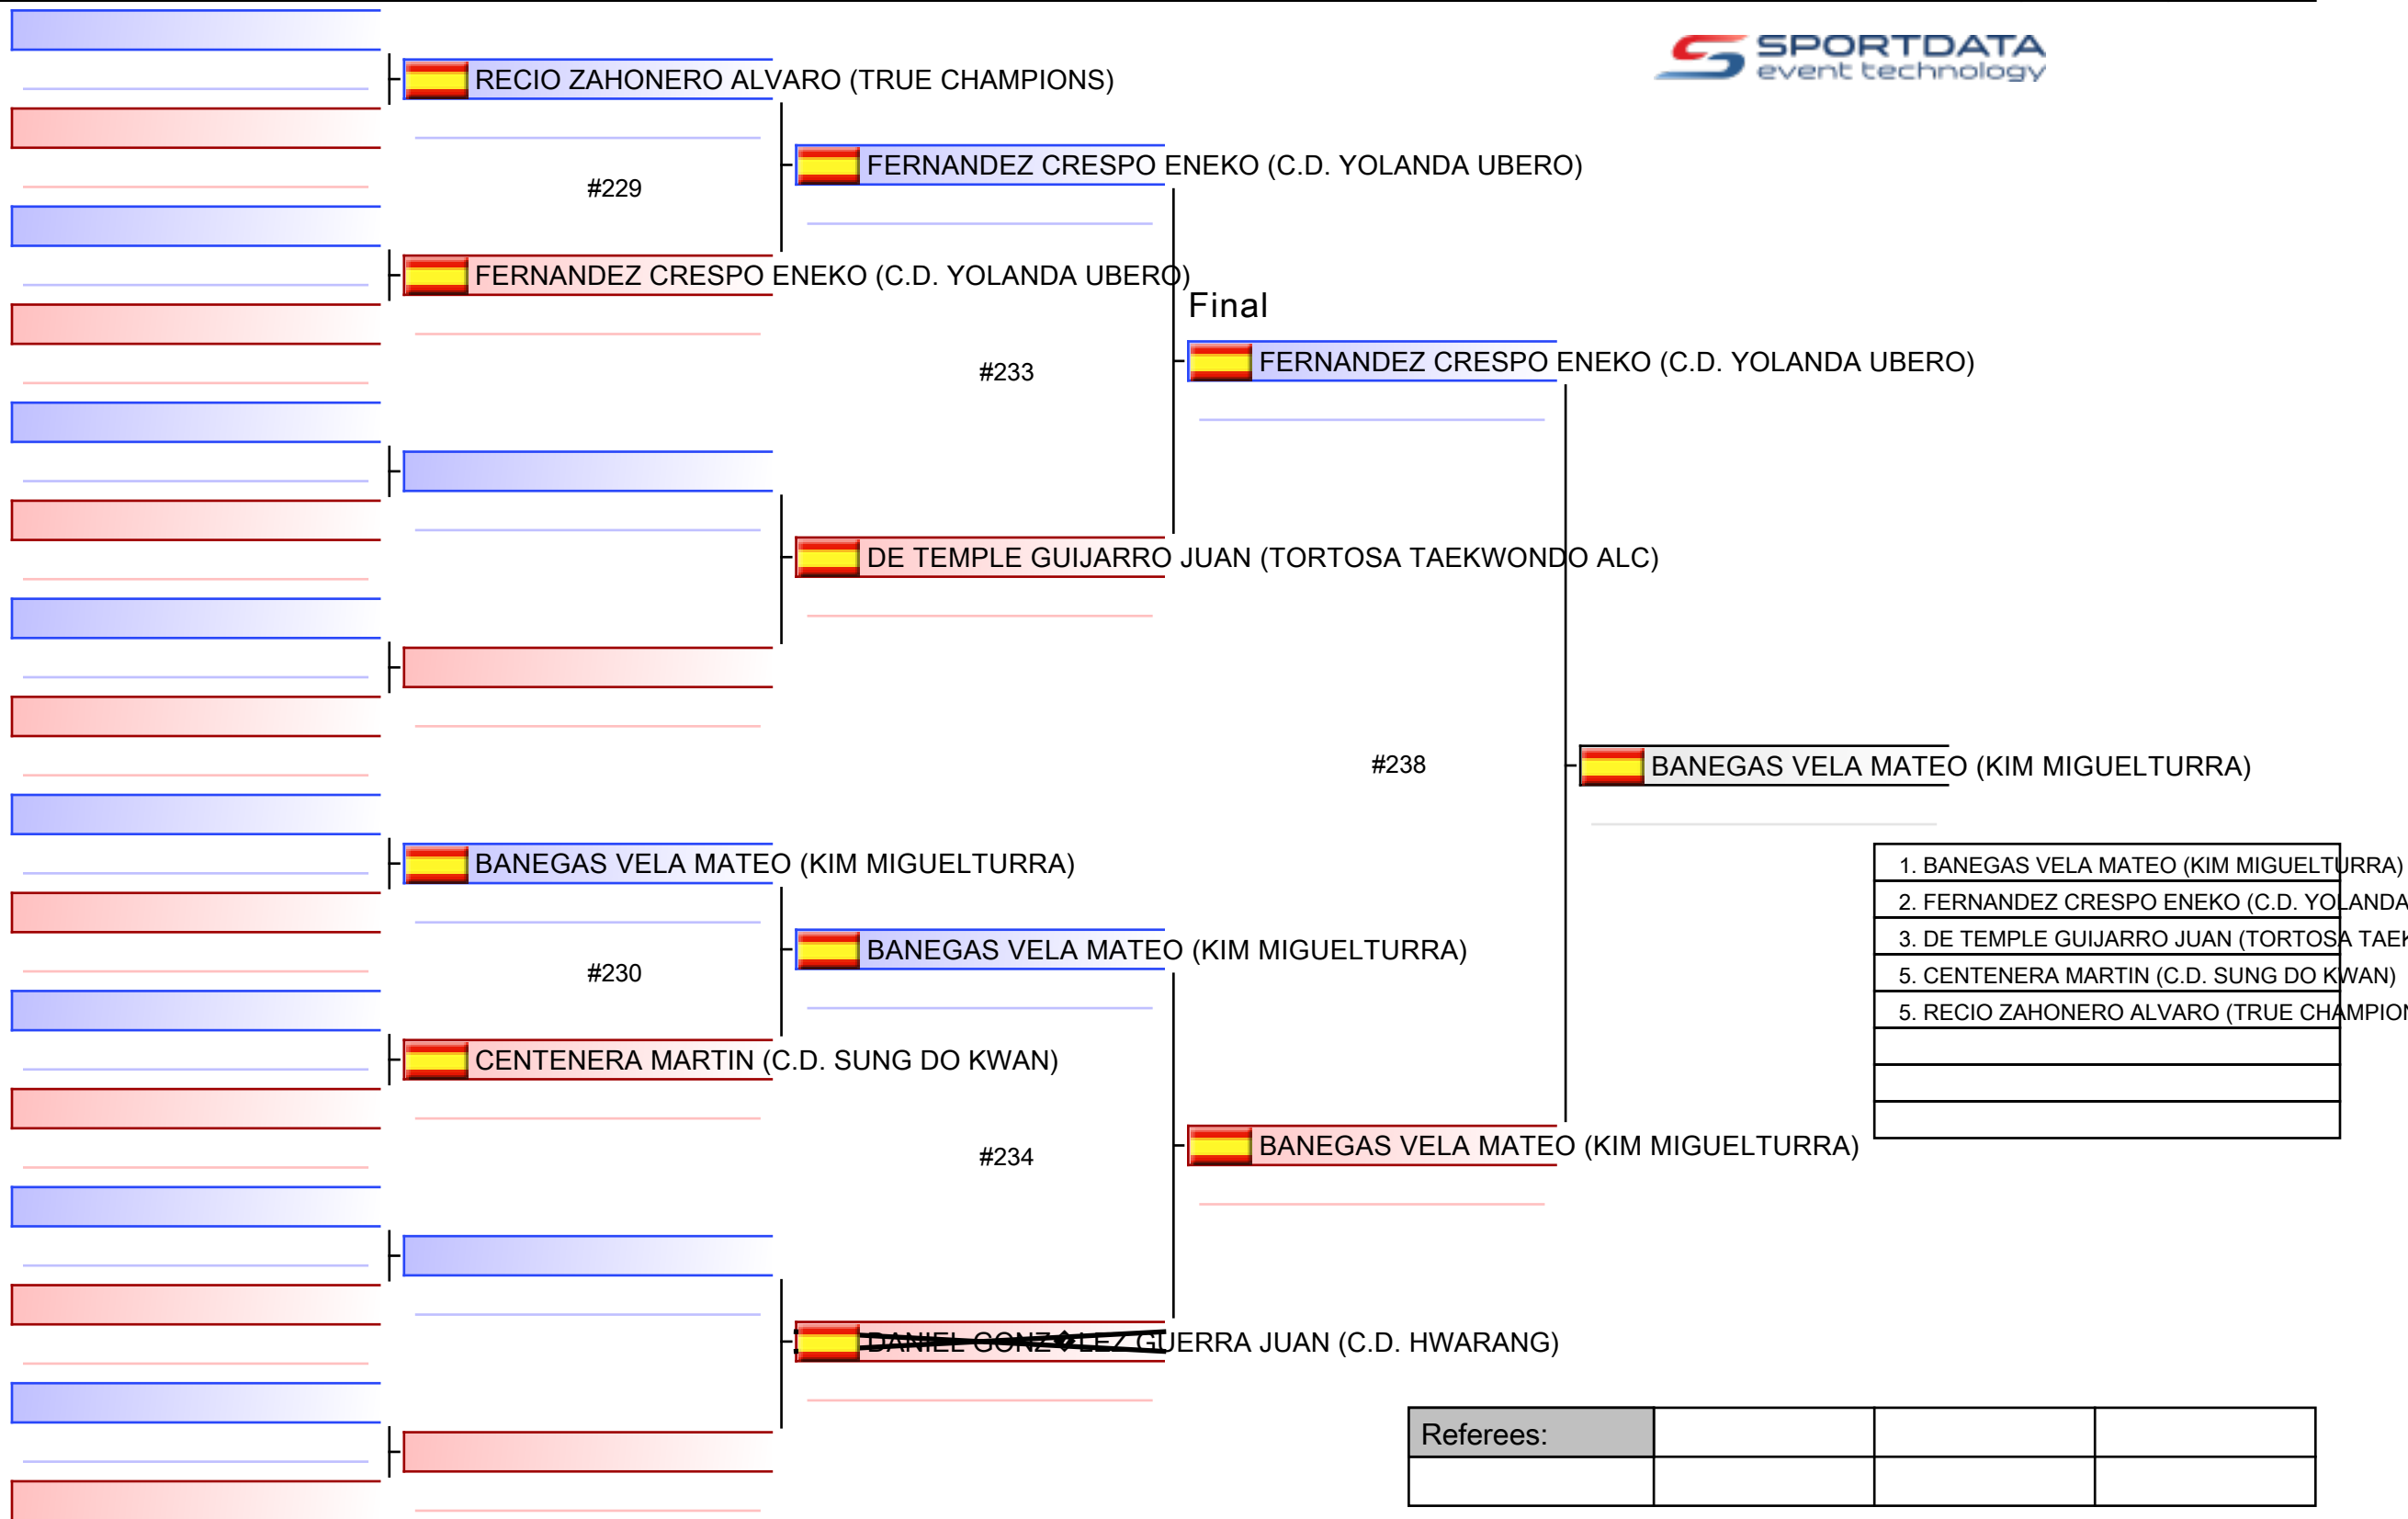 SPORTDATA
event technology
RECIO ZAHONERO ALVARO (TRUE CHAMPIONS)
FERNANDEZ CRESPO ENEKO (C.D. YOLANDA UBERO)
#229
FERNANDEZ CRESPO ENEKO (C.D. YOLANDA UBERO)
Final
FERNANDEZ CRESPO ENEKO (C.D. YOLANDA UBERO)
#233
DE TEMPLE GUIJARRO JUAN (TORTOSA TAEKWONDO ALC)
#238
BANEGAS VELA MATEO (KIM MIGUELTURRA)
BANEGAS VELA MATEO (KIM MIGUELTURRA)
1. BANEGAS VELA MATEO (KIM MIGUELTURRA)
2. FERNANDEZ CRESPO ENEKO (C.D. YOLANDA
3. DE TEMPLE GUIJARRO JUAN (TORTOSA TAEK
5. CENTENERA MARTIN (C.D. SUNG DO KWAN)
5. RECIO ZAHONERO ALVARO (TRUE CHAMPION
BANEGAS VELA MATEO (KIM MIGUELTURRA)
#230
CENTENERA MARTIN (C.D. SUNG DO KWAN)
#234
BANEGAS VELA MATEO (KIM MIGUELTURRA)
DANIEL GONZ�LEZ GUERRA JUAN (C.D. HWARANG)
Referees: